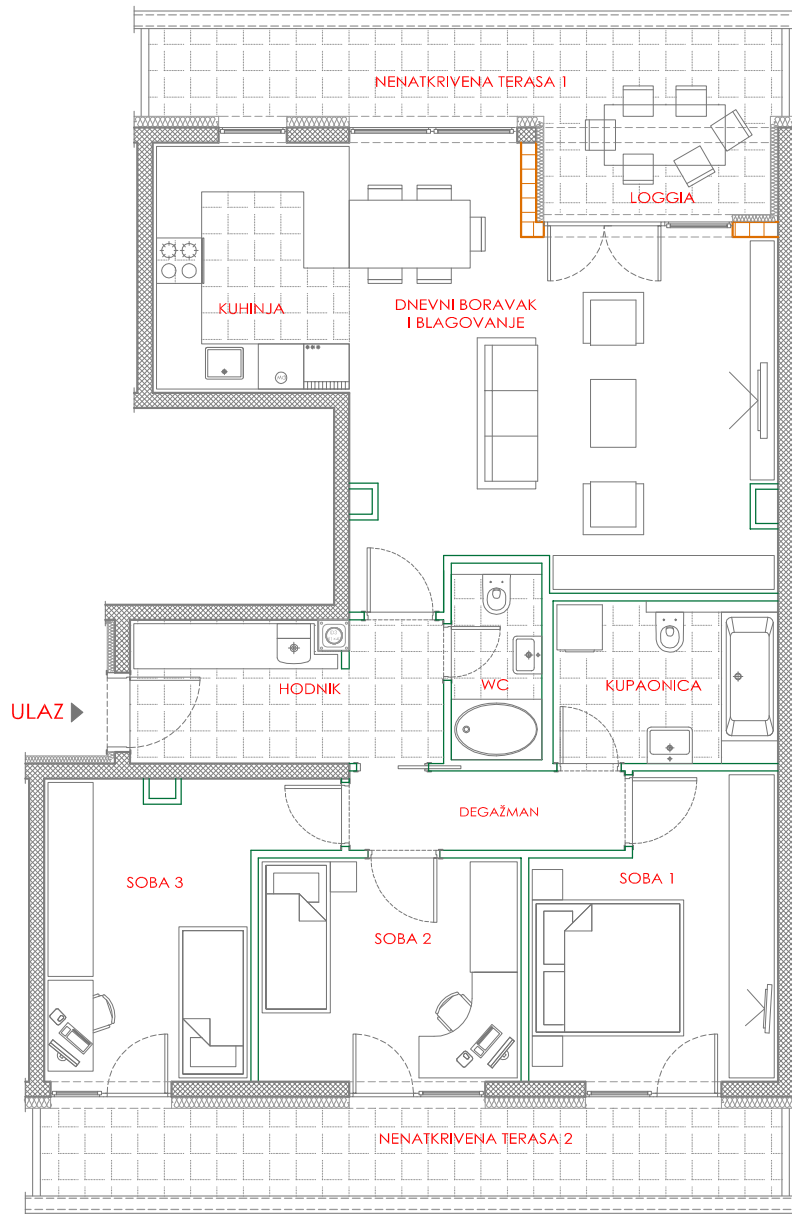 NENATKRIVENA TERASA 1
LOGGIA
KUHINJA
DNEVNI BORAVAK
I BLAGOVANJE
HODNIK
WC
KUPAONICA
ULAZ
DEGAŽMAN
SOBA 3
SOBA 2
SOBA 1
NENATKRIVENA TERASA 2